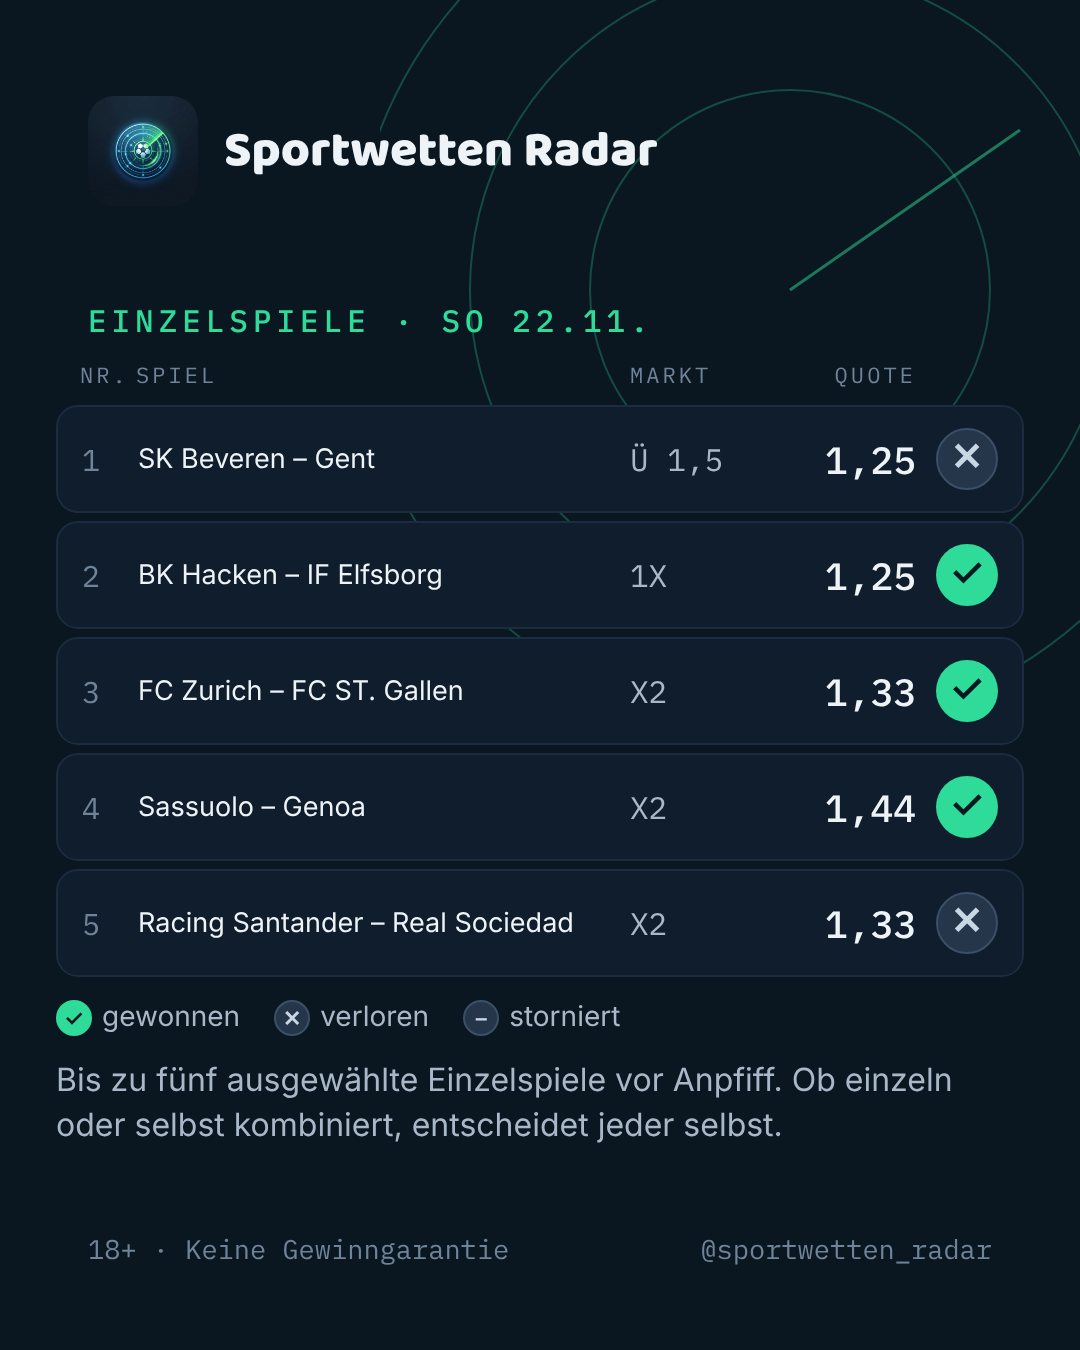 Sportwetten Radar
EINZELSPIELE · SO 22.11.
NR. SPIEL MARKT QUOTE
1 SK Beveren – Gent Ü 1,5 1,25
2 BK Hacken – IF Elfsborg 1X 1,25
3 FC Zurich – FC ST. Gallen X2 1,33
4 Sassuolo – Genoa X2 1,44
5 Racing Santander – Real Sociedad X2 1,33
gewonnen verloren storniert
Bis zu fünf ausgewählte Einzelspiele vor Anpfiff. Ob einzeln
oder selbst kombiniert, entscheidet jeder selbst.
18+ · Keine Gewinngarantie @sportwetten_radar